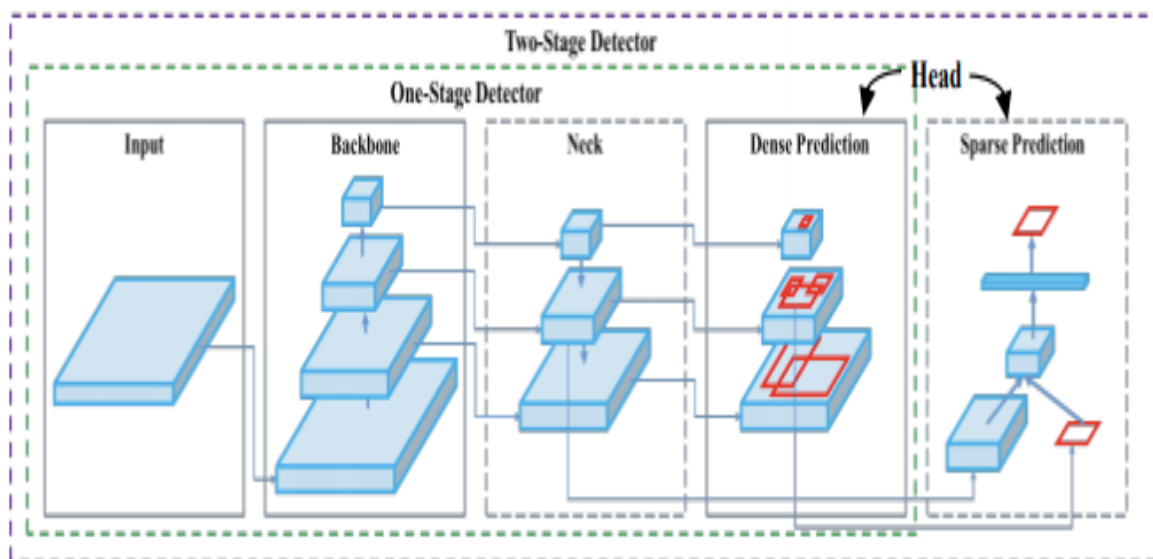 Two-Stage Detector
Head
One-Stage Detector
Input
Backbone
Neck
Dense Prediction
Sparse Prediction